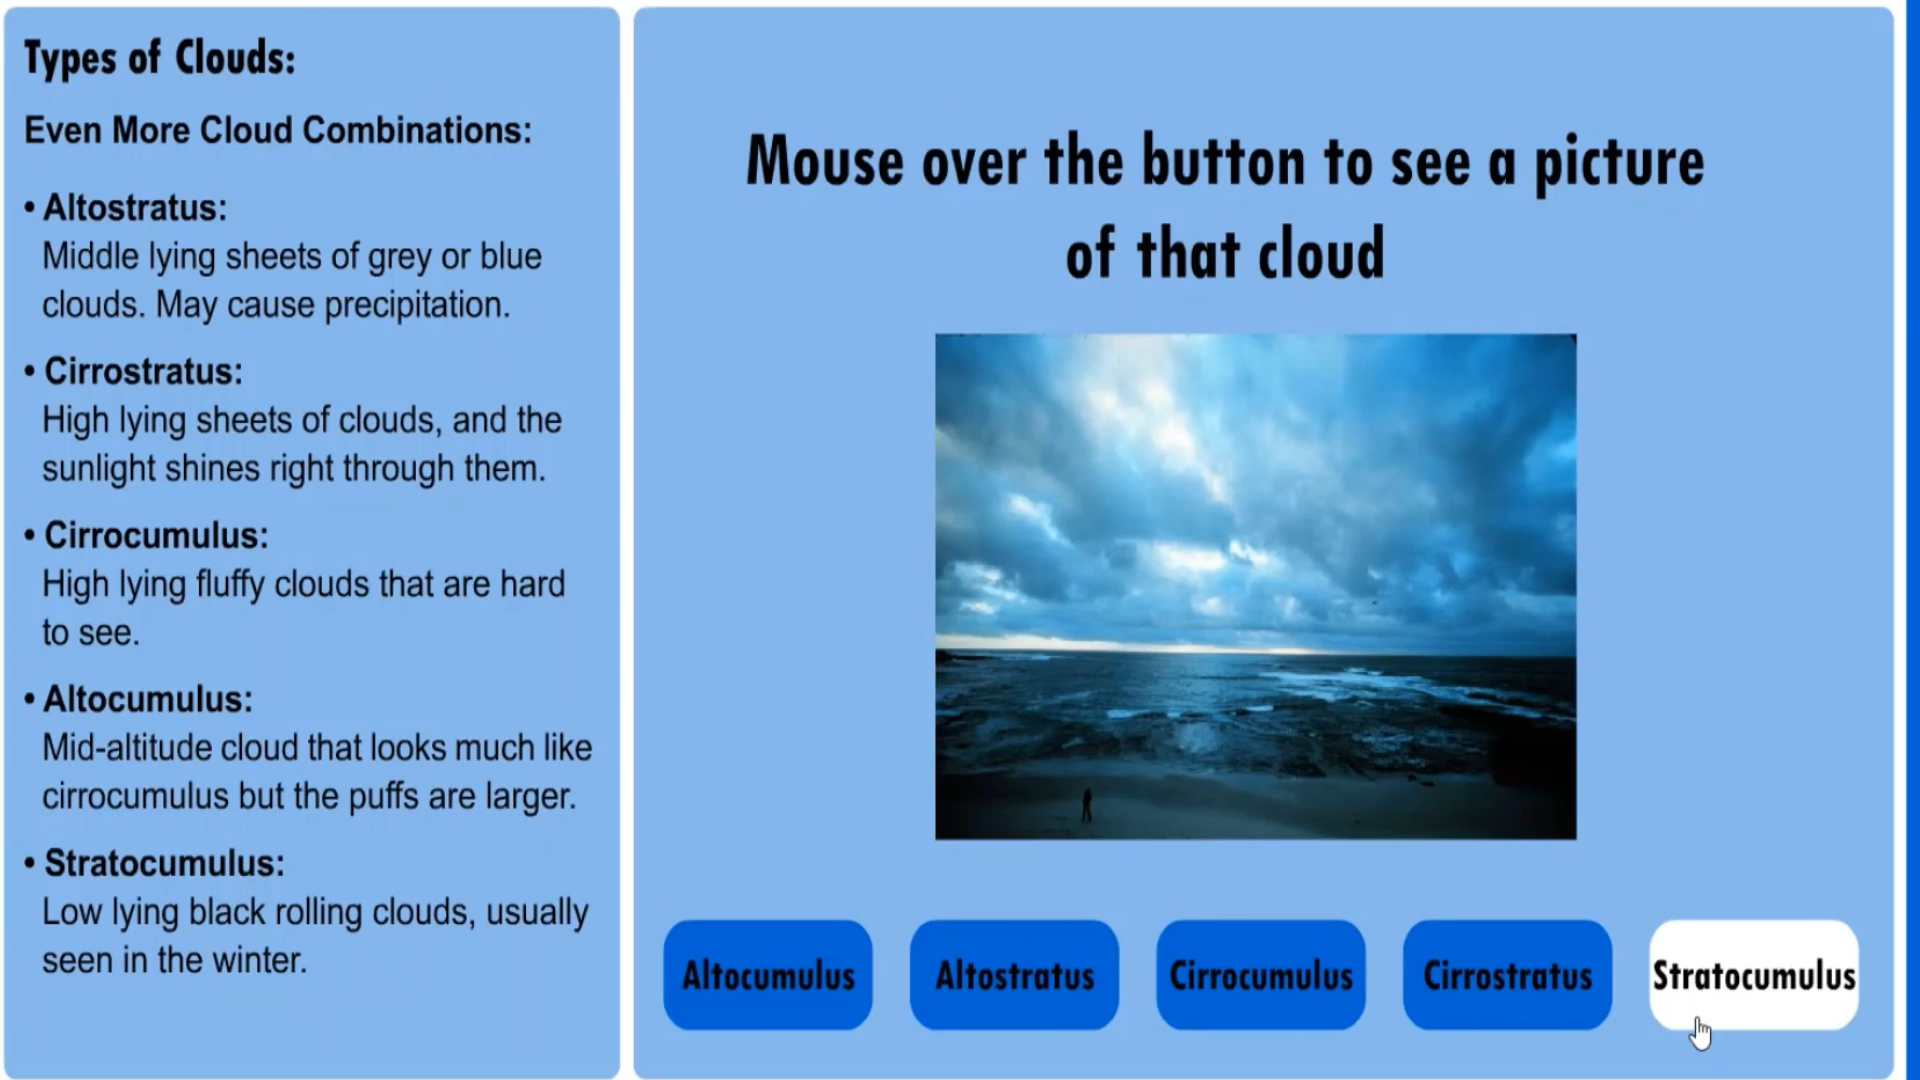 Types of Clouds:
Even More Cloud Combinations:
• Altostratus:
Middle lying sheets of grey or blue
clouds. May cause precipitation.
• Cirrostratus:
High lying sheets of clouds, and the
sunlight shines right through them.
• Cirrocumulus:
High lying fluffy clouds that are hard
to see.
• Altocumulus:
Mid-altitude cloud that looks much like
cirrocumulus but the puffs are larger.
• Stratocumulus:
Low lying black rolling clouds, usually
seen in the winter.
Mouse over the button to see a picture
of that cloud
Altocumulus
Altostratus
Cirrocumulus
Cirrostratus
Stratocumulus